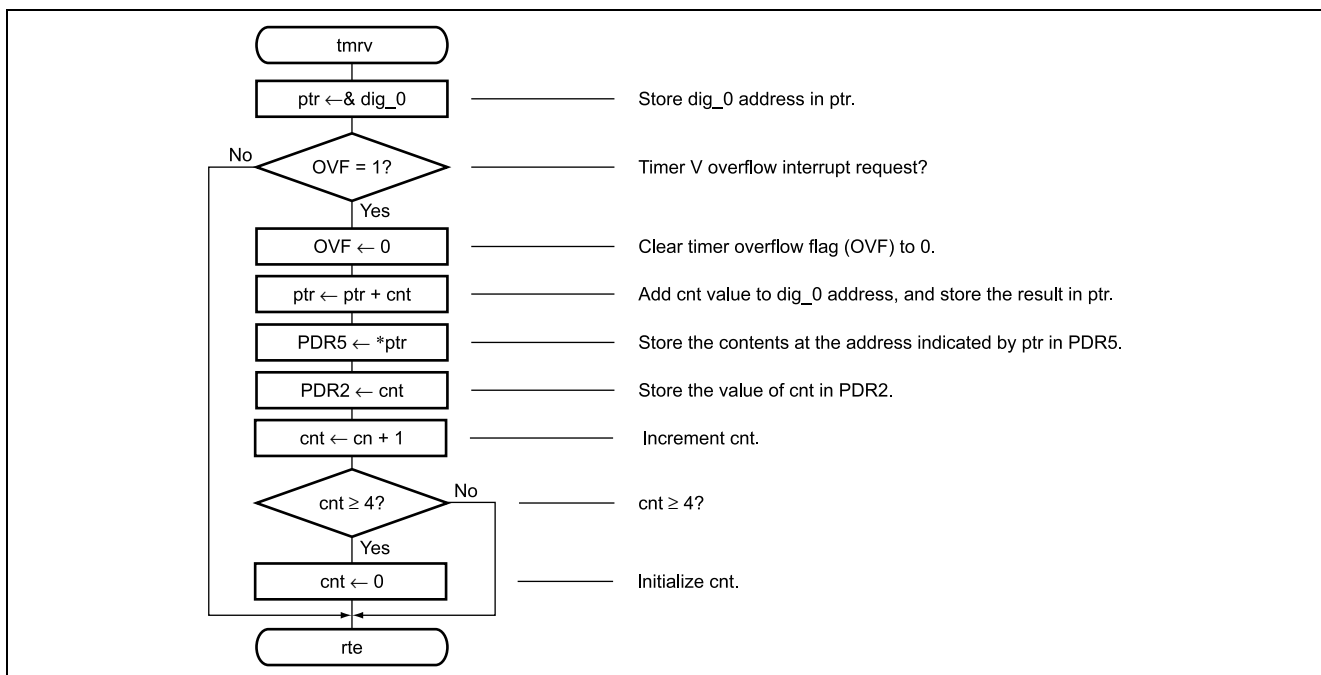 tmrv
ptr ←& dig_0 Store dig_0 address in ptr.
No
OVF = 1? Timer V overflow interrupt request?
Yes
OVF ← 0 Clear timer overflow flag (OVF) to 0.
ptr ← ptr + cnt Add cnt value to dig_0 address, and store the result in ptr.
PDR5 ← *ptr Store the contents at the address indicated by ptr in PDR5.
PDR2 ← cnt Store the value of cnt in PDR2.
cnt ← cn + 1 Increment cnt.
No
cnt ≥ 4? cnt ≥ 4?
Yes
cnt ← 0 Initialize cnt.
rte